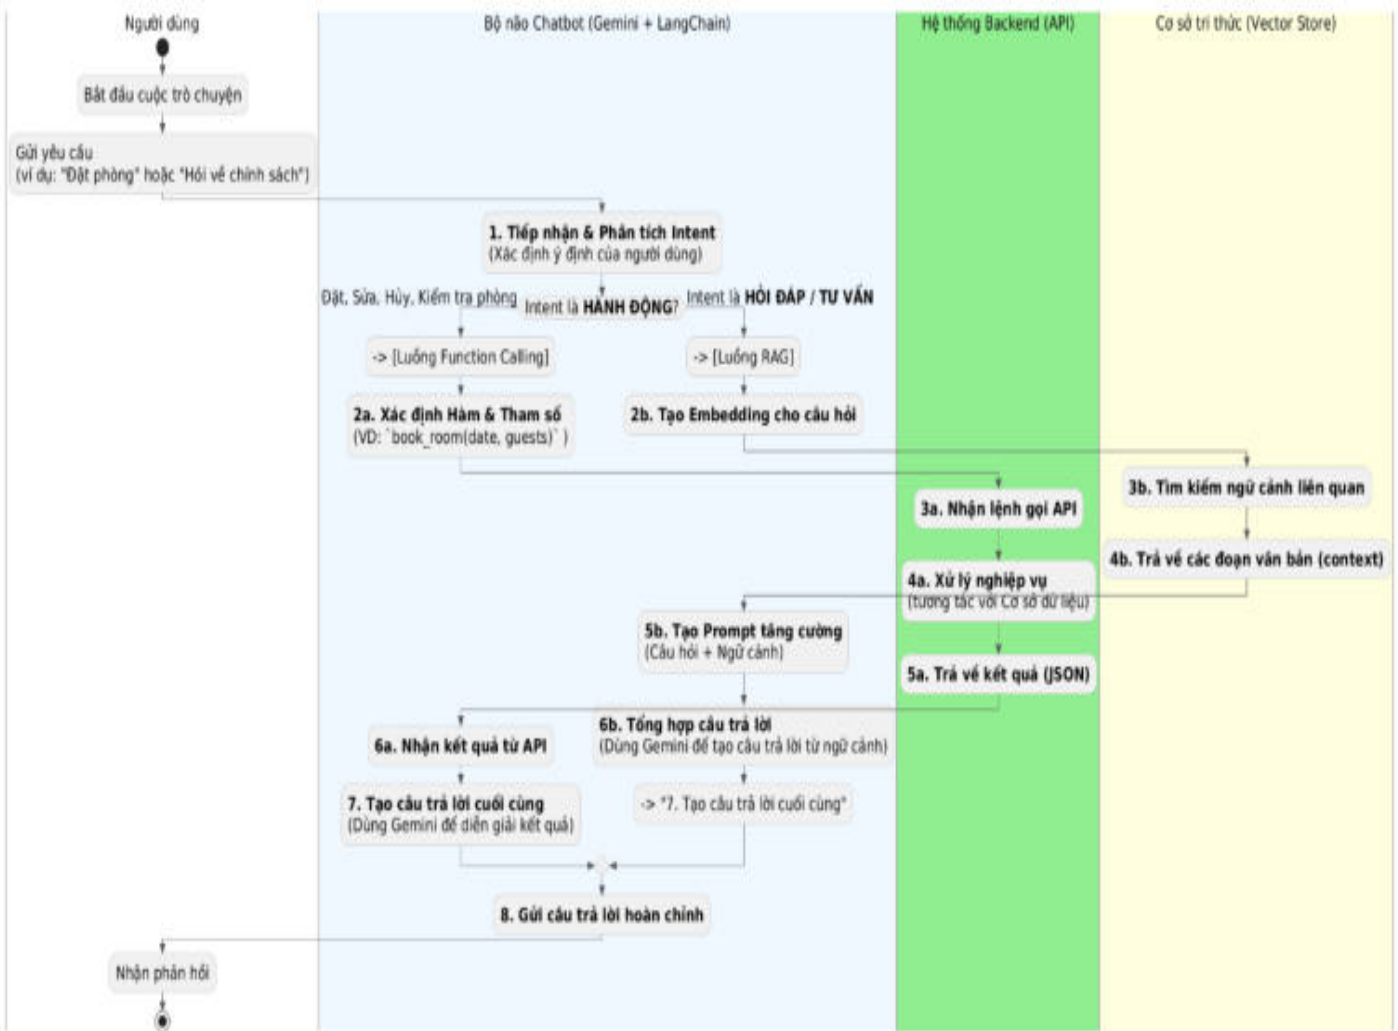 Người dùng
Bộ não Chatbot (Gemini + LangChain)
Hệ thống Backend (API)
Cơ sở tri thức (Vector Store)
Bắt đầu cuộc trò chuyện
Gửi yêu cầu
(ví dụ: "Đặt phòng" hoặc "Hỏi về chính sách")
1. Tiếp nhận & Phân tích Intent
(Xác định ý định của người dùng)
Đặt, Sửa, Hủy, Kiểm tra phòng
Intent là HÀNH ĐỘNG?
Intent là HỎI ĐÁP / TƯ VẤN
-> [Luồng Function Calling]
-> [Luồng RAG]
2a. Xác định Hàm & Tham số
(VD: `book_room(date, guests)` )
2b. Tạo Embedding cho câu hỏi
3b. Tìm kiếm ngữ cảnh liên quan
3a. Nhận lệnh gọi API
4b. Trả về các đoạn văn bản (context)
4a. Xử lý nghiệp vụ
(tương tác với Cơ sở dữ liệu)
5b. Tạo Prompt tăng cường
(Câu hỏi + Ngữ cảnh)
5a. Trả về kết quả (JSON)
6b. Tổng hợp câu trả lời
(Dùng Gemini để tạo câu trả lời từ ngữ cảnh)
6a. Nhận kết quả từ API
7. Tạo câu trả lời cuối cùng
(Dùng Gemini để diễn giải kết quả)
-> "7. Tạo câu trả lời cuối cùng"
8. Gửi câu trả lời hoàn chỉnh
Nhận phản hồi